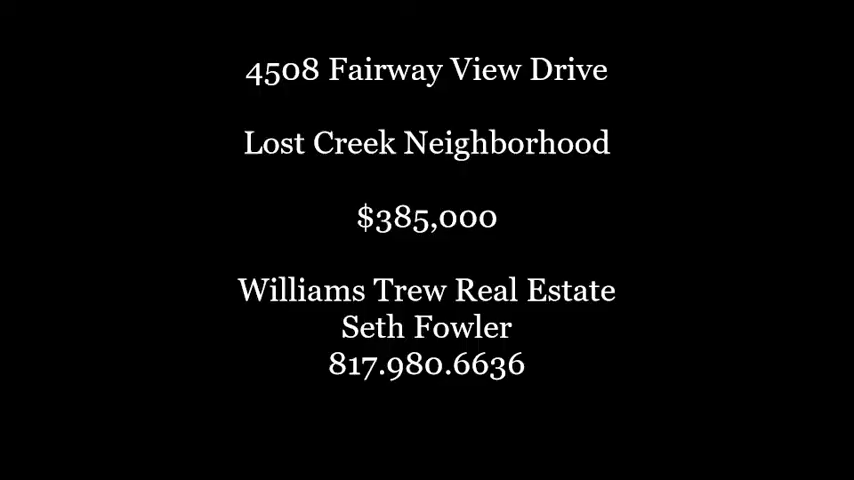 4508 Fairway View Drive
Lost Creek Neighborhood
$385,000
Williams Trew Real Estate
Seth Fowler
817.980.6636